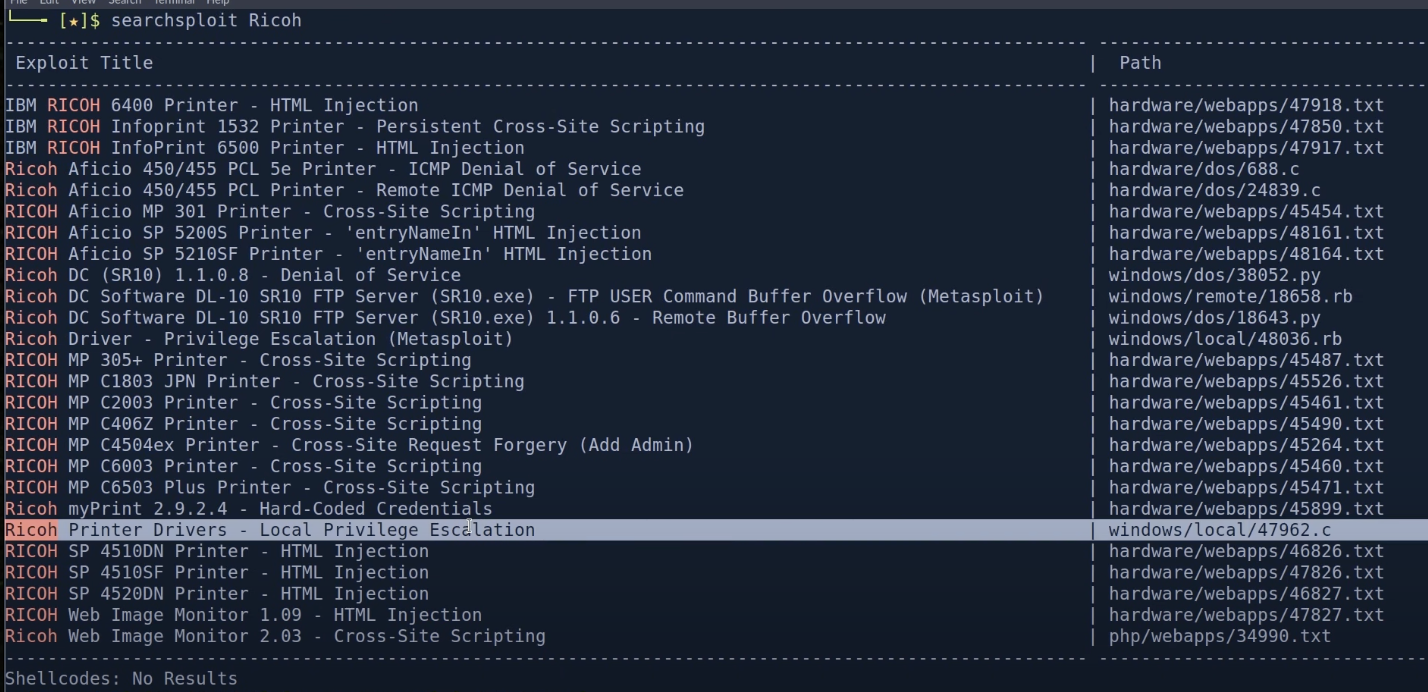 File Edit View Search Terminal Help
└──╼ [★]$ searchsploit Ricoh
Exploit Title | Path
IBM RICOH 6400 Printer - HTML Injection | hardware/webapps/47918.txt
IBM RICOH Infoprint 1532 Printer - Persistent Cross-Site Scripting | hardware/webapps/47850.txt
IBM RICOH InfoPrint 6500 Printer - HTML Injection | hardware/webapps/47917.txt
Ricoh Aficio 450/455 PCL 5e Printer - ICMP Denial of Service | hardware/dos/688.c
Ricoh Aficio 450/455 PCL Printer - Remote ICMP Denial of Service | hardware/dos/24839.c
RICOH Aficio MP 301 Printer - Cross-Site Scripting | hardware/webapps/45454.txt
RICOH Aficio SP 5200S Printer - 'entryNameIn' HTML Injection | hardware/webapps/48161.txt
RICOH Aficio SP 5210SF Printer - 'entryNameIn' HTML Injection | hardware/webapps/48164.txt
Ricoh DC (SR10) 1.1.0.8 - Denial of Service | windows/dos/38052.py
Ricoh DC Software DL-10 SR10 FTP Server (SR10.exe) - FTP USER Command Buffer Overflow (Metasploit) | windows/remote/18658.rb
Ricoh DC Software DL-10 SR10 FTP Server (SR10.exe) 1.1.0.6 - Remote Buffer Overflow | windows/dos/18643.py
Ricoh Driver - Privilege Escalation (Metasploit) | windows/local/48036.rb
RICOH MP 305+ Printer - Cross-Site Scripting | hardware/webapps/45487.txt
RICOH MP C1803 JPN Printer - Cross-Site Scripting | hardware/webapps/45526.txt
RICOH MP C2003 Printer - Cross-Site Scripting | hardware/webapps/45461.txt
RICOH MP C406Z Printer - Cross-Site Scripting | hardware/webapps/45490.txt
RICOH MP C4504ex Printer - Cross-Site Request Forgery (Add Admin) | hardware/webapps/45264.txt
RICOH MP C6003 Printer - Cross-Site Scripting | hardware/webapps/45460.txt
RICOH MP C6503 Plus Printer - Cross-Site Scripting | hardware/webapps/45471.txt
Ricoh myPrint 2.9.2.4 - Hard-Coded Credentials | hardware/webapps/45899.txt
Ricoh Printer Drivers - Local Privilege Escalation | windows/local/47962.c
RICOH SP 4510DN Printer - HTML Injection | hardware/webapps/46826.txt
RICOH SP 4510SF Printer - HTML Injection | hardware/webapps/47826.txt
RICOH SP 4520DN Printer - HTML Injection | hardware/webapps/46827.txt
RICOH Web Image Monitor 1.09 - HTML Injection | hardware/webapps/47827.txt
Ricoh Web Image Monitor 2.03 - Cross-Site Scripting | php/webapps/34990.txt
Shellcodes: No Results